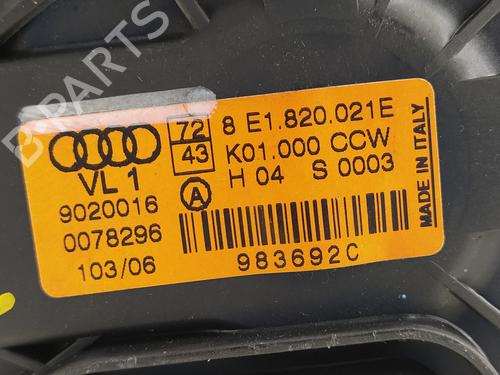 B-PARTS
72
43
8 E1.820.021E
K01.000 CCW
H 04 S 0003
VL 1
A
9020016
0078296
103/06
983692C
MADE IN ITALY